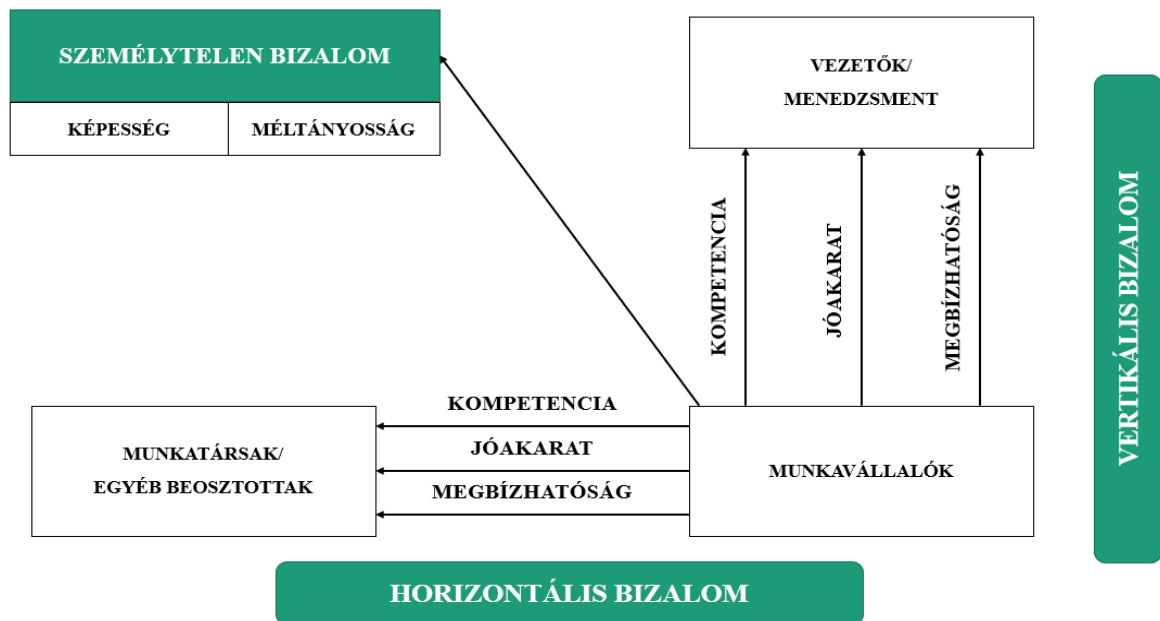 SZEMÉLYTELEN BIZALOM
KÉPESSÉG
MÉLTÁNYOSSÁG
VEZETŐK/
MENEDZSMENT
KOMPETENCIA
JÓAKARAT
MEGBÍZHATÓSÁG
VERTIKÁLIS BIZALOM
MUNKATÁRSAK/
EGYÉB BEOSZTOTTAK
KOMPETENCIA
JÓAKARAT
MEGBÍZHATÓSÁG
MUNKAVÁLLALÓK
HORIZONTÁLIS BIZALOM